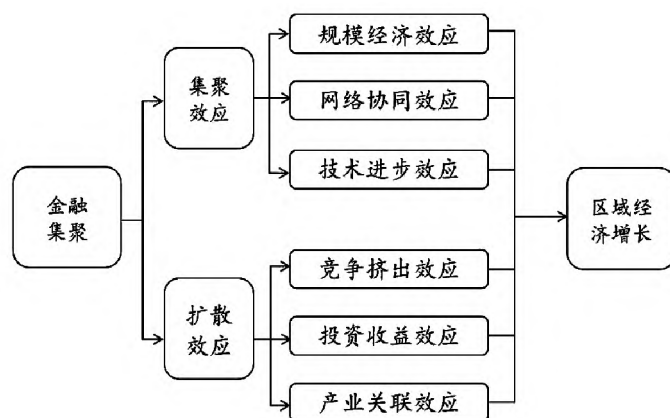 金融
集聚
集聚
效应
扩散
效应
规模经济效应
网络协同效应
技术进步效应
竞争挤出效应
投资收益效应
产业关联效应
区域经
济增长